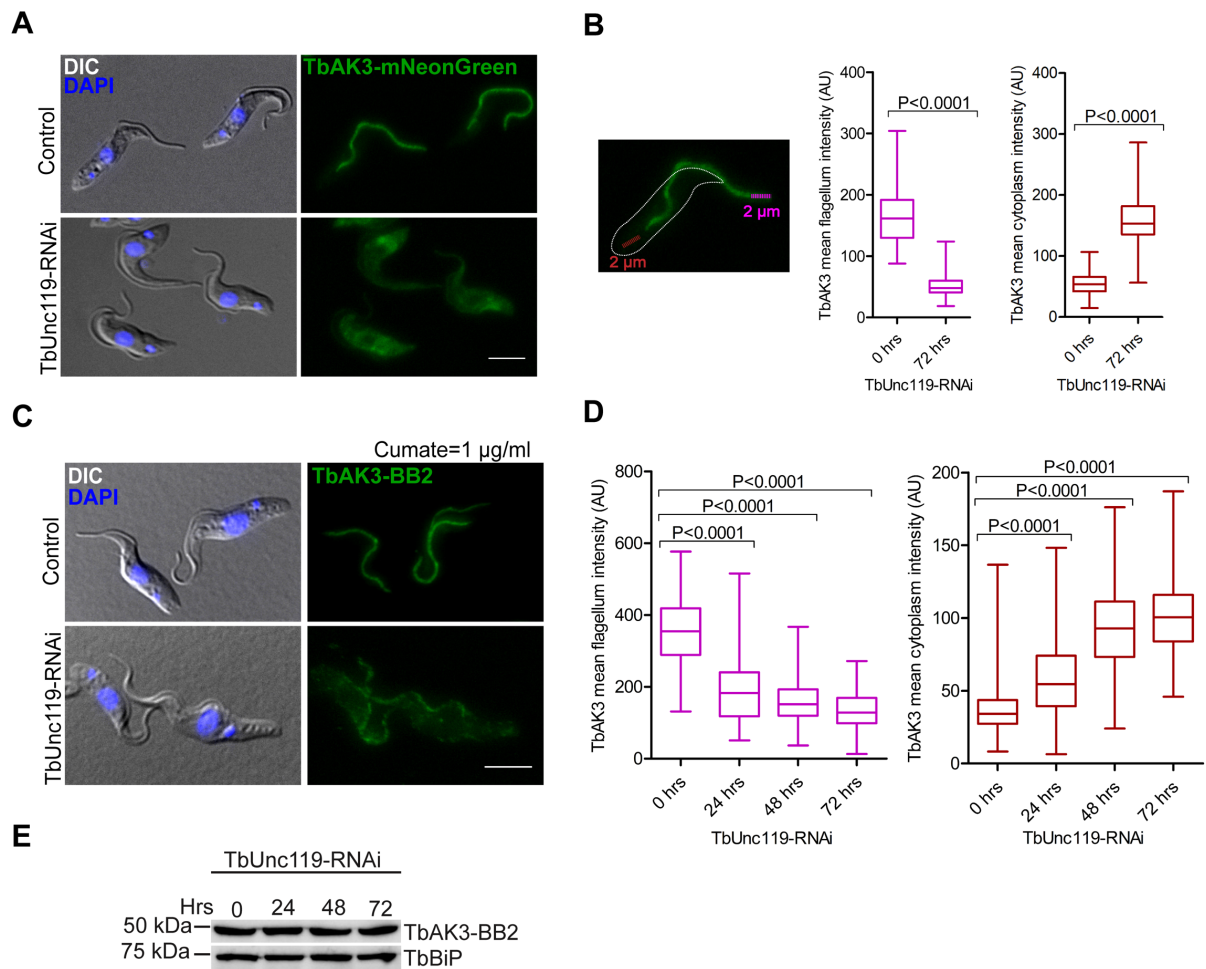 A
DIC
DAPI
TbAK3-mNeonGreen
Control
TbUnc119-RNAi
B
2 µm
2 µm
TbAK3 mean flagellum intensity (AU)
400
300
200
100
0
P<0.0001
0 hrs
72 hrs
TbUnc119-RNAi
TbAK3 mean cytoplasm intensity (AU)
400
300
200
100
0
P<0.0001
0 hrs
72 hrs
TbUnc119-RNAi
C
Cumate=1 µg/ml
DIC
DAPI
TbAK3-BB2
Control
TbUnc119-RNAi
D
TbAK3 mean flagellum intensity (AU)
800
600
400
200
0
P<0.0001
P<0.0001
P<0.0001
0 hrs
24 hrs
48 hrs
72 hrs
TbUnc119-RNAi
TbAK3 mean cytoplasm intensity (AU)
200
150
100
50
0
P<0.0001
P<0.0001
P<0.0001
0 hrs
24 hrs
48 hrs
72 hrs
TbUnc119-RNAi
E
TbUnc119-RNAi
Hrs 0 24 48 72
50 kDa TbAK3-BB2
75 kDa TbBiP